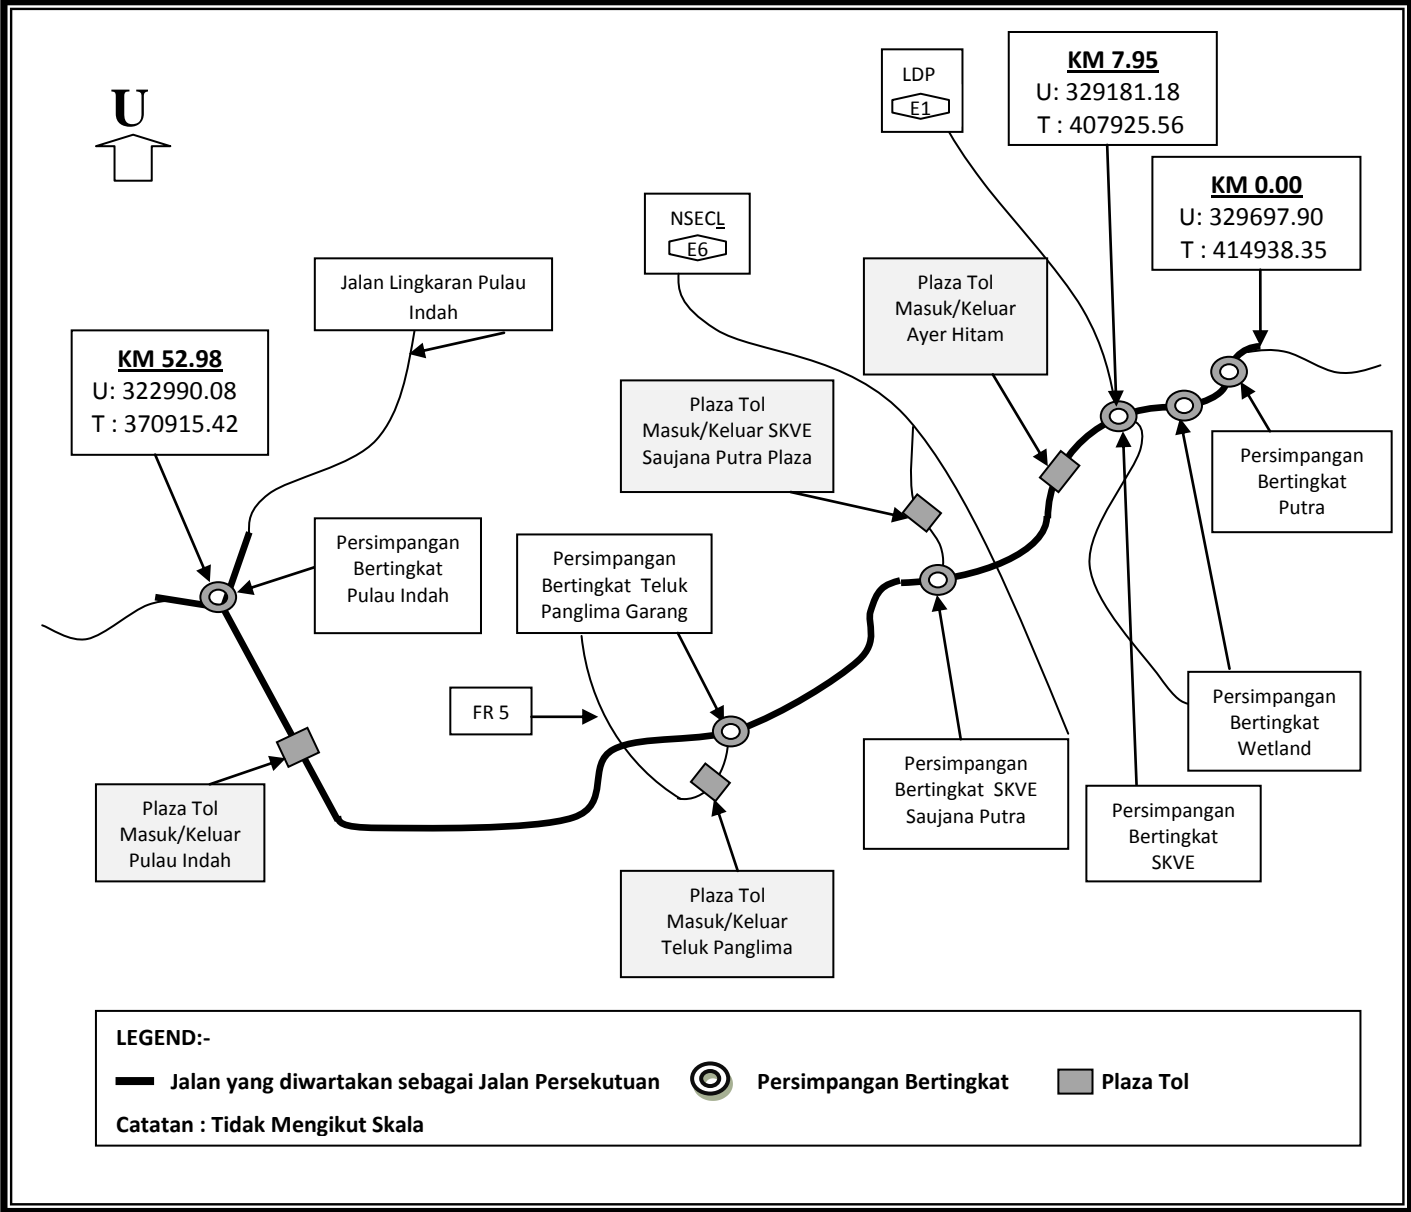 U
LDP
E1
KM 7.95
U: 329181.18
T : 407925.56
KM 0.00
U: 329697.90
T : 414938.35
NSECL
E6
Jalan Lingkaran Pulau
Indah
Plaza Tol
Masuk/Keluar
Ayer Hitam
KM 52.98
U: 322990.08
T : 370915.42
Plaza Tol
Masuk/Keluar SKVE
Saujana Putra Plaza
Persimpangan
Bertingkat
Putra
Persimpangan
Bertingkat
Pulau Indah
Persimpangan
Bertingkat Teluk
Panglima Garang
FR 5
Persimpangan
Bertingkat
Wetland
Persimpangan
Bertingkat SKVE
Saujana Putra
Persimpangan
Bertingkat
SKVE
Plaza Tol
Masuk/Keluar
Pulau Indah
Plaza Tol
Masuk/Keluar
Teluk Panglima
LEGEND:-
Jalan yang diwartakan sebagai Jalan Persekutuan
Persimpangan Bertingkat
Plaza Tol
Catatan : Tidak Mengikut Skala